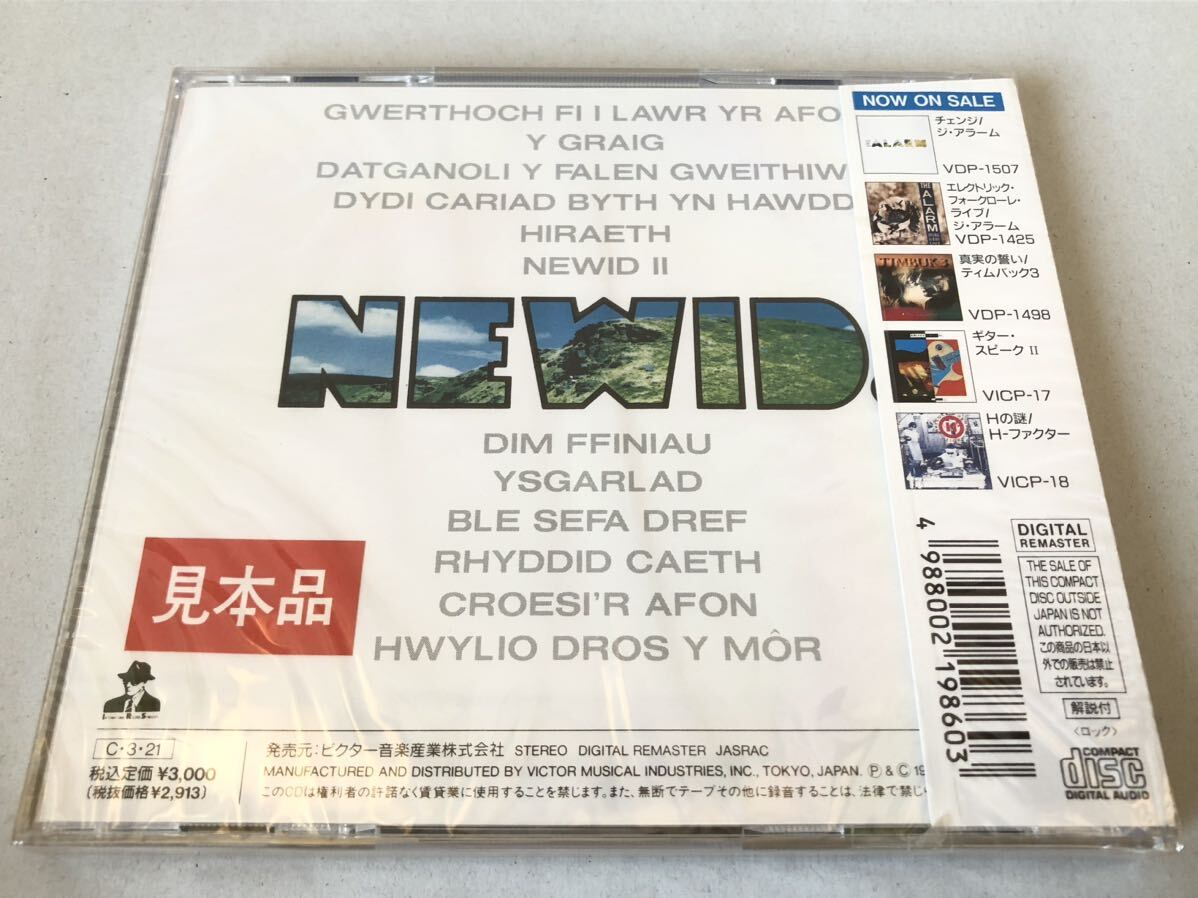 GWERTHOCH FI I LAWR YR AFO
Y GRAIG
DATGANOLI Y FALEN GWEITHIW
DYDI CARIAD BYTH YN HAWDD
HIRAETH
NEWID II
NEWID
DIM FFINIAU
YSGARLAD
BLE SEFA DREF
RHYDDID CAETH
CROESI'R AFON
HWYLIO DROS Y MÔR
見本品
INTERNATIONAL RECORD SYNDICATE
C・3・21
税込定価 ¥3,000
(税抜価格¥2,913)
発売元:ビクター音楽産業株式会社 STEREO DIGITAL REMASTER JASRAC
MANUFACTURED AND DISTRIBUTED BY VICTOR MUSICAL INDUSTRIES, INC., TOKYO, JAPAN. Ⓟ & © 19
このCDは権利者の許諾なく賃貸業に使用することを禁じます。また、無断でテープその他に録音することは、法律で禁じ
NOW ON SALE
チェンジ/
ジ・アラーム
ALARM
VDP-1507
エレクトリック・
フォークローレ・
ライブ/
ジ・アラーム
THE ALARM
VDP-1425
真実の誓い/
ティムバック3
TIMBUK 3
VDP-1498
ギター・
スピーク II
VICP-17
Hの謎/
H-ファクター
VICP-18
4 988002 198603
DIGITAL
REMASTER
THE SALE OF
THIS COMPACT
DISC OUTSIDE
JAPAN IS NOT
AUTHORIZED.
この商品の日本以
外での販売は禁止
されています。
解説付
〈ロック〉
COMPACT
disc
DIGITAL AUDIO